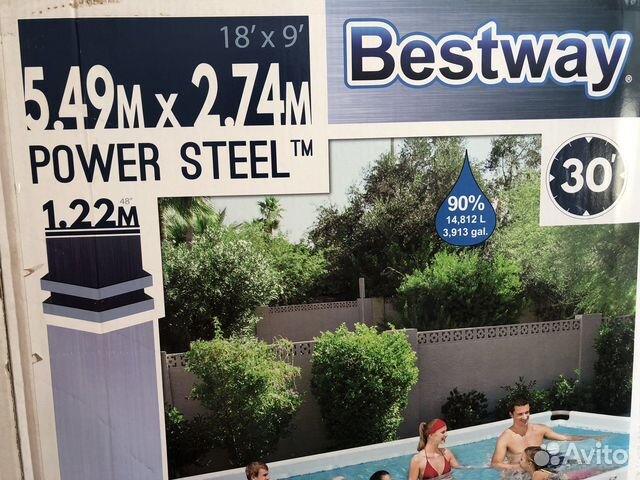 18' x 9'
5.49M x 2.74M
Bestway®
POWER STEEL™
48"
1.22M
90%
14,812 L
3,913 gal.
30'
Avito